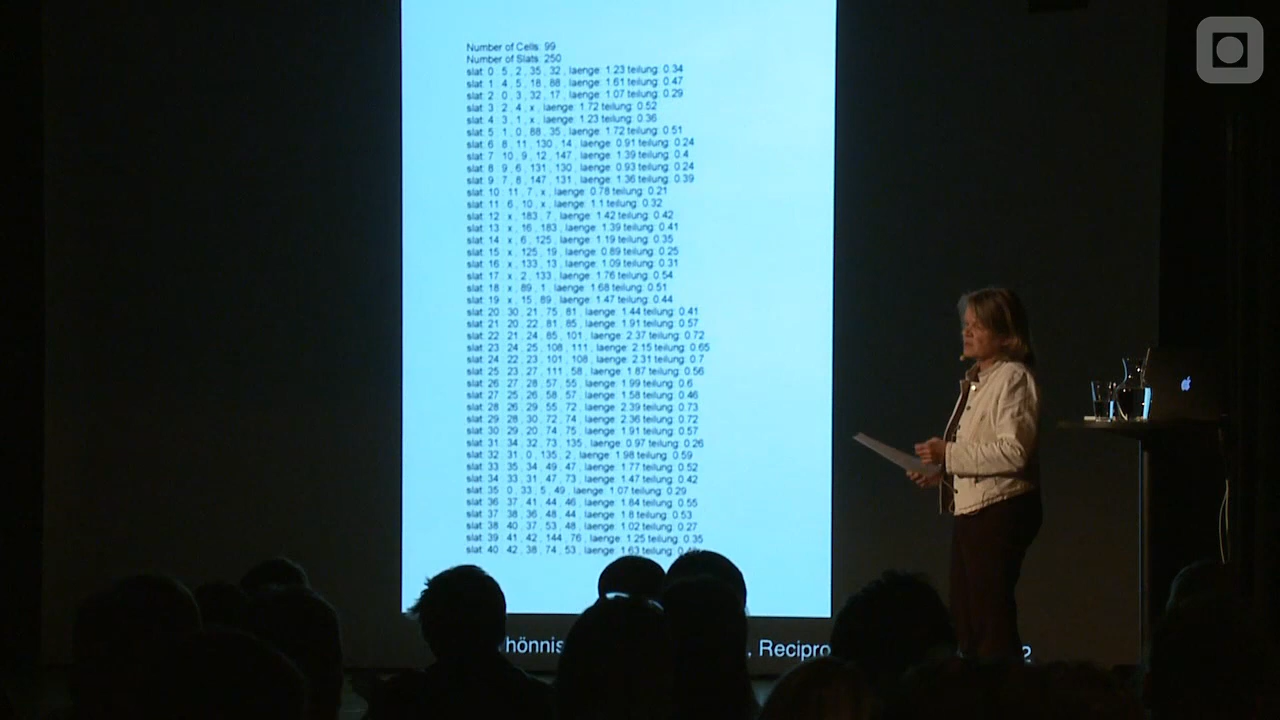 Number of Cells: 99
Number of Slats: 250
slat: 0 : 5 , 2 , 35 , 32 , laenge: 1.23 teilung: 0.34
slat: 1 : 4 , 5 , 18 , 88 , laenge: 1.61 teilung: 0.47
slat: 2 : 0 , 3 , 32 , 17 , laenge: 1.07 teilung: 0.29
slat: 3 : 2 , 4 , x , laenge: 1.72 teilung: 0.52
slat: 4 : 3 , 1 , x , laenge: 1.23 teilung: 0.36
slat: 5 : 1 , 0 , 88 , 35 , laenge: 1.72 teilung: 0.51
slat: 6 : 8 , 11 , 130 , 14 , laenge: 0.91 teilung: 0.24
slat: 7 : 10 , 9 , 12 , 147 , laenge: 1.39 teilung: 0.4
slat: 8 : 9 , 6 , 131 , 130 , laenge: 0.93 teilung: 0.24
slat: 9 : 7 , 8 , 147 , 131 , laenge: 1.36 teilung: 0.39
slat: 10 : 11 , 7 , x , laenge: 0.78 teilung: 0.21
slat: 11 : 6 , 10 , x , laenge: 1.1 teilung: 0.32
slat: 12 : x , 183 , 7 , laenge: 1.42 teilung: 0.42
slat: 13 : x , 16 , 183 , laenge: 1.39 teilung: 0.41
slat: 14 : x , 6 , 125 , laenge: 1.19 teilung: 0.35
slat: 15 : x , 125 , 19 , laenge: 0.89 teilung: 0.25
slat: 16 : x , 133 , 13 , laenge: 1.09 teilung: 0.31
slat: 17 : x , 2 , 133 , laenge: 1.76 teilung: 0.54
slat: 18 : x , 89 , 1 , laenge: 1.68 teilung: 0.51
slat: 19 : x , 15 , 89 , laenge: 1.47 teilung: 0.44
slat: 20 : 30 , 21 , 75 , 81 , laenge: 1.44 teilung: 0.41
slat: 21 : 20 , 22 , 81 , 85 , laenge: 1.91 teilung: 0.57
slat: 22 : 21 , 24 , 85 , 101 , laenge: 2.37 teilung: 0.72
slat: 23 : 24 , 25 , 108 , 111 , laenge: 2.15 teilung: 0.65
slat: 24 : 22 , 23 , 101 , 108 , laenge: 2.31 teilung: 0.7
slat: 25 : 23 , 27 , 111 , 58 , laenge: 1.87 teilung: 0.56
slat: 26 : 27 , 28 , 57 , 55 , laenge: 1.99 teilung: 0.6
slat: 27 : 25 , 26 , 58 , 57 , laenge: 1.58 teilung: 0.46
slat: 28 : 26 , 29 , 55 , 72 , laenge: 2.39 teilung: 0.73
slat: 29 : 28 , 30 , 72 , 74 , laenge: 2.36 teilung: 0.72
slat: 30 : 29 , 20 , 74 , 75 , laenge: 1.91 teilung: 0.57
slat: 31 : 34 , 32 , 73 , 135 , laenge: 0.97 teilung: 0.26
slat: 32 : 31 , 0 , 135 , 2 , laenge: 1.98 teilung: 0.59
slat: 33 : 35 , 34 , 49 , 47 , laenge: 1.77 teilung: 0.52
slat: 34 : 33 , 31 , 47 , 73 , laenge: 1.47 teilung: 0.42
slat: 35 : 0 , 33 , 5 , 49 , laenge: 1.07 teilung: 0.29
slat: 36 : 37 , 41 , 44 , 46 , laenge: 1.84 teilung: 0.55
slat: 37 : 38 , 36 , 48 , 44 , laenge: 1.8 teilung: 0.53
slat: 38 : 40 , 37 , 53 , 48 , laenge: 1.02 teilung: 0.27
slat: 39 : 41 , 42 , 144 , 76 , laenge: 1.25 teilung: 0.35
slat: 40 : 42 , 38 , 74 , 53 , laenge: 1.63 teilung:
hönnis , Recipro 2